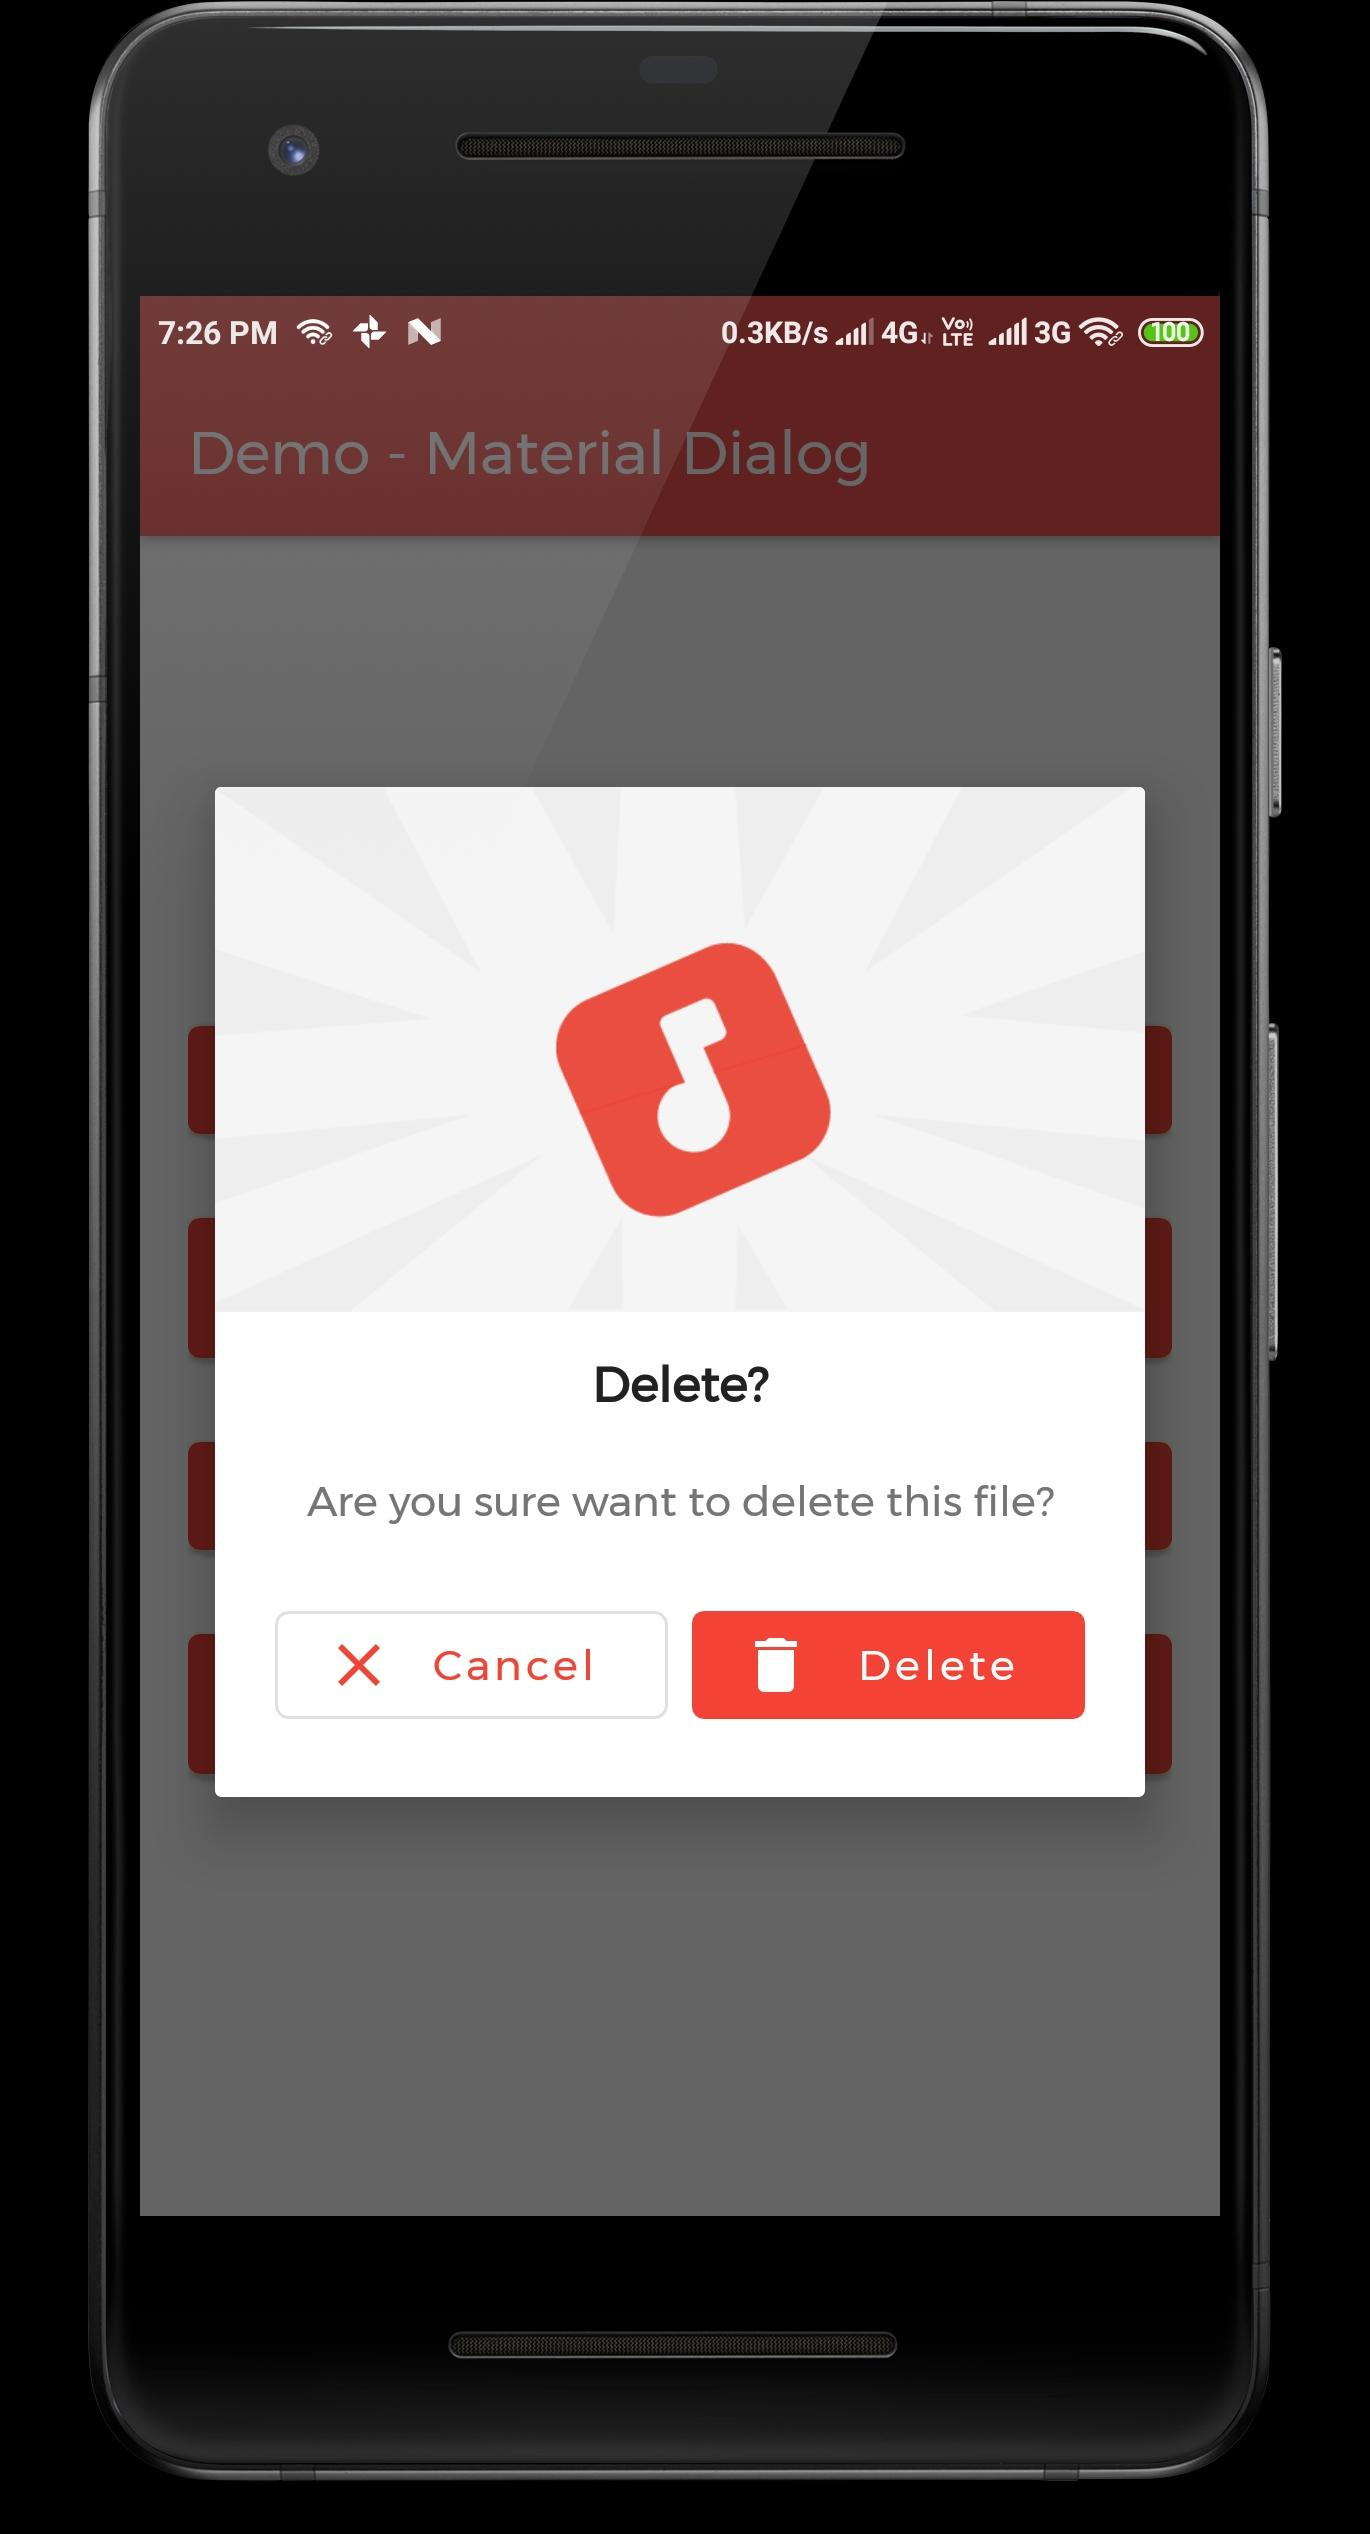 7:26 PM 0.3KB/s 4G Vo) LTE 3G 100
Demo - Material Dialog
Delete?
Are you sure want to delete this file?
Cancel Delete